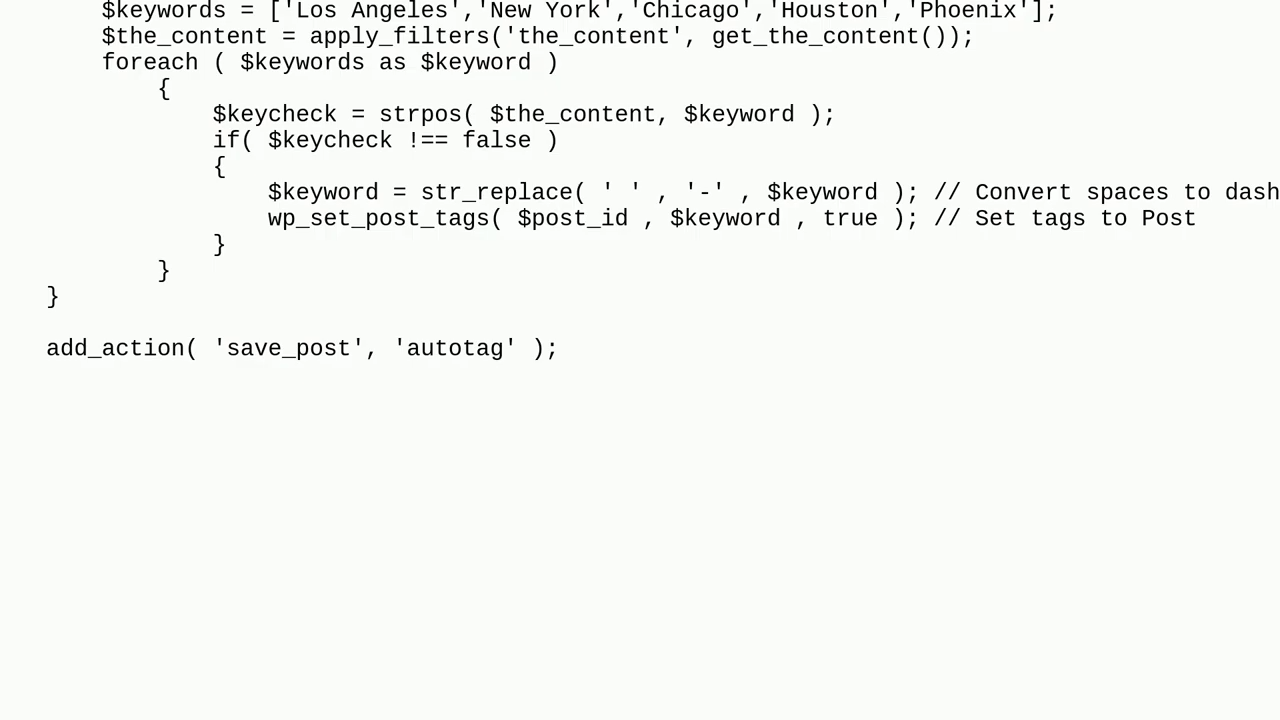 $keywords = ['Los Angeles','New York','Chicago','Houston','Phoenix'];
$the_content = apply_filters('the_content', get_the_content());
foreach ( $keywords as $keyword )
{
$keycheck = strpos( $the_content, $keyword );
if( $keycheck !== false )
{
$keyword = str_replace( ' ' , '-' , $keyword ); // Convert spaces to dash
wp_set_post_tags( $post_id , $keyword , true ); // Set tags to Post
}
}
}
add_action( 'save_post', 'autotag' );